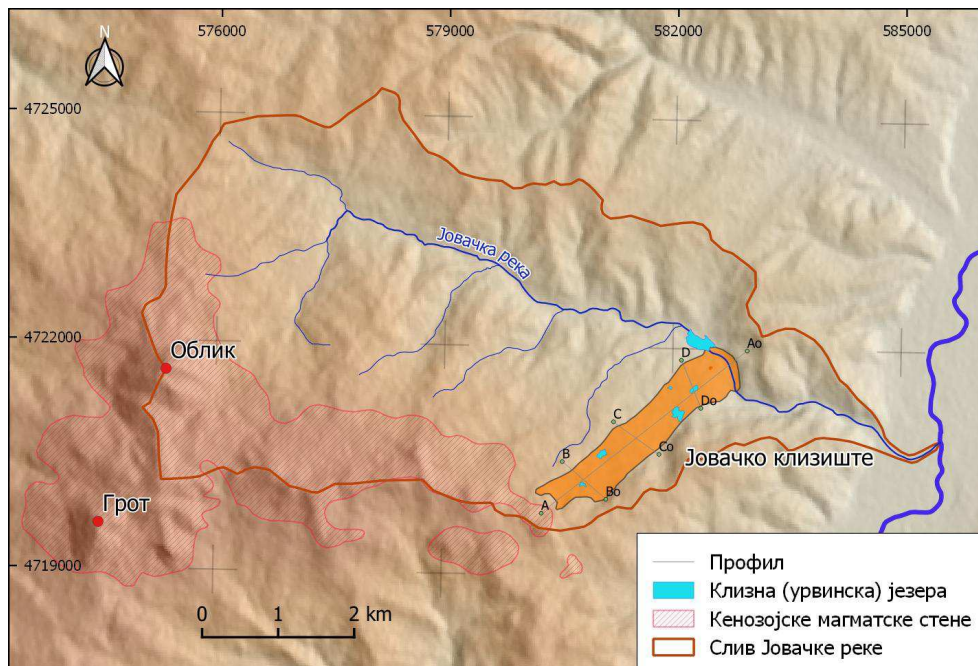 576000
579000
582000
585000
N
4725000
4722000
4719000
Јовачка река
Облик
Грот
Ao
D
Do
C
Co
B
Bo
A
Јовачко клизиште
0 1 2 km
Профил
Клизна (урвинска) језера
Кенозојске магматске стене
Слив Јовачке реке